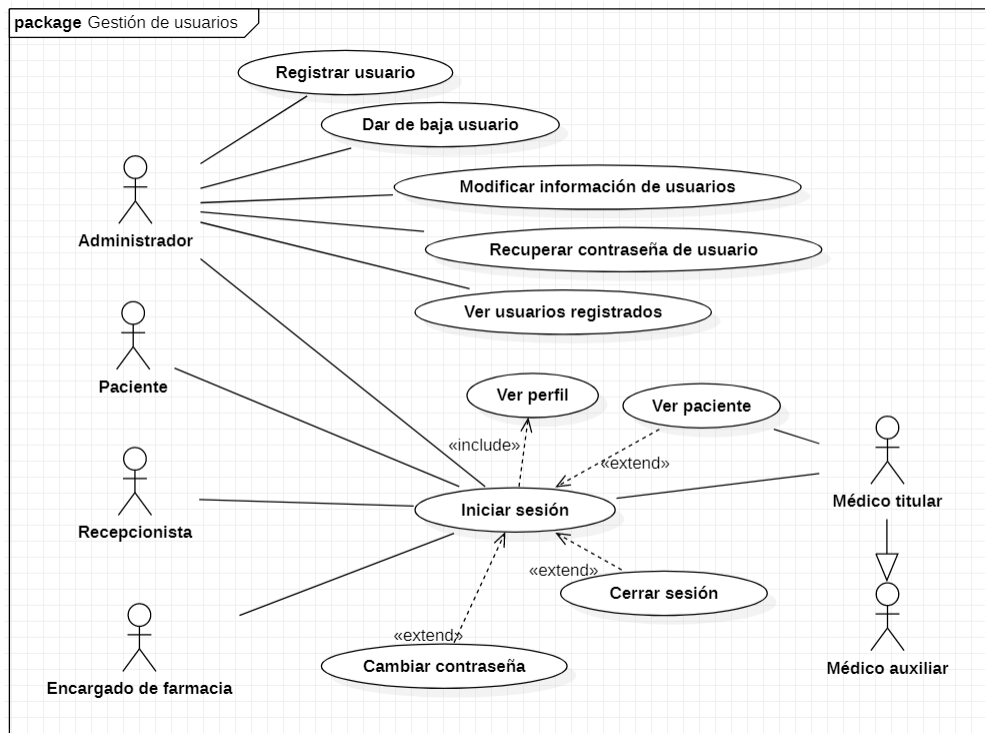 package Gestión de usuarios
Registrar usuario
Dar de baja usuario
Modificar información de usuarios
Administrador
Recuperar contraseña de usuario
Ver usuarios registrados
Paciente
Ver perfil
Ver paciente
«include»
«extend»
Médico titular
Iniciar sesión
Recepcionista
«extend»
Cerrar sesión
«extend»
Cambiar contraseña
Médico auxiliar
Encargado de farmacia